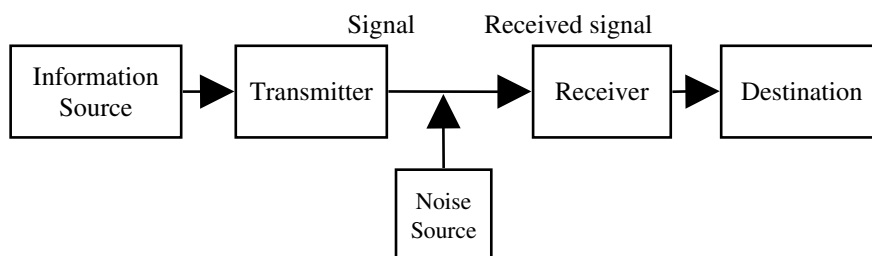 Signal
Received signal
Information
Source
Transmitter
Receiver
Destination
Noise
Source